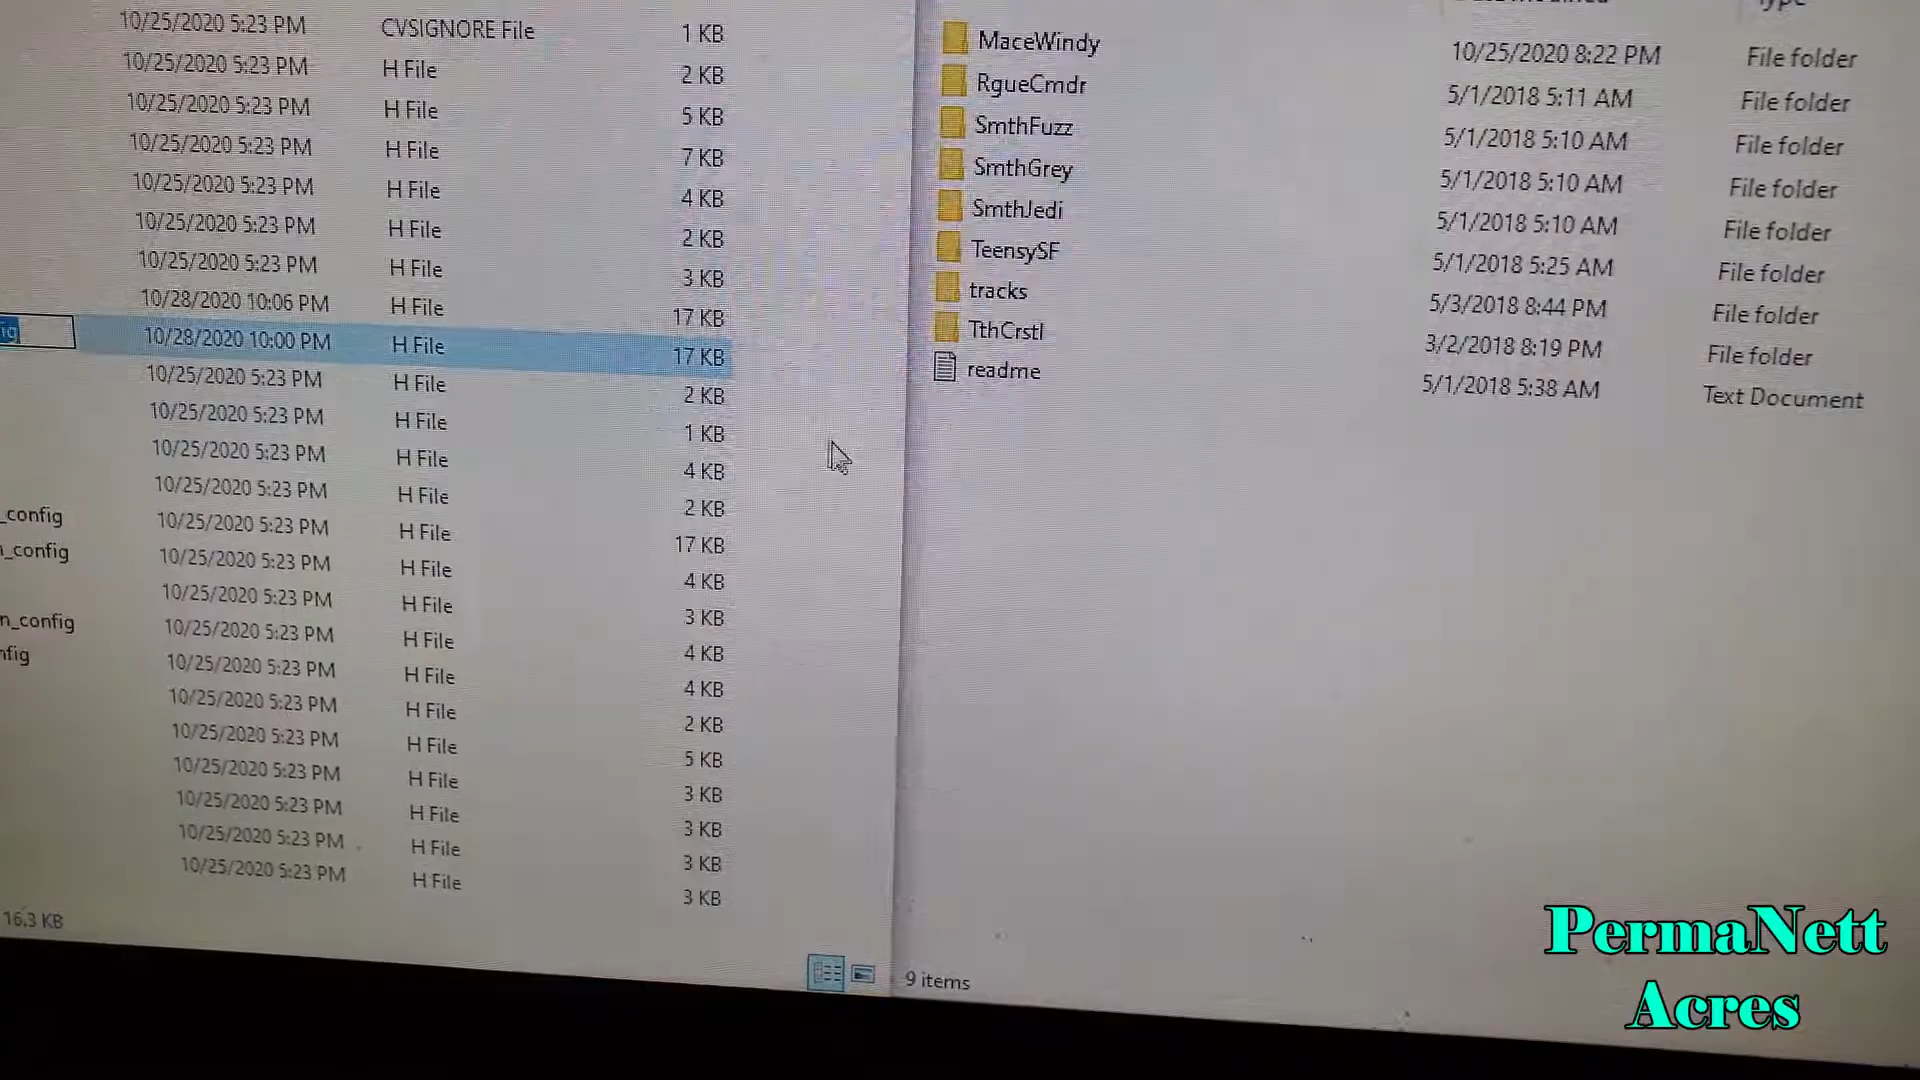 10/25/2020 5:23 PM CVSIGNORE File 1 KB
10/25/2020 5:23 PM H File 2 KB
10/25/2020 5:23 PM H File 5 KB
10/25/2020 5:23 PM H File 7 KB
10/25/2020 5:23 PM H File 4 KB
10/25/2020 5:23 PM H File 2 KB
10/25/2020 5:23 PM H File 3 KB
10/28/2020 10:06 PM H File 17 KB
ig 10/28/2020 10:00 PM H File 17 KB
10/25/2020 5:23 PM H File 2 KB
10/25/2020 5:23 PM H File 1 KB
10/25/2020 5:23 PM H File 4 KB
10/25/2020 5:23 PM H File 2 KB
_config 10/25/2020 5:23 PM H File 17 KB
n_config 10/25/2020 5:23 PM H File 4 KB
10/25/2020 5:23 PM H File 3 KB
n_config 10/25/2020 5:23 PM H File 4 KB
nfig 10/25/2020 5:23 PM H File 4 KB
10/25/2020 5:23 PM H File 2 KB
10/25/2020 5:23 PM H File 5 KB
10/25/2020 5:23 PM H File 3 KB
10/25/2020 5:23 PM H File 3 KB
10/25/2020 5:23 PM H File 3 KB
10/25/2020 5:23 PM H File 3 KB
16.3 KB
MaceWindy 10/25/2020 8:22 PM File folder
RgueCmdr 5/1/2018 5:11 AM File folder
SmthFuzz 5/1/2018 5:10 AM File folder
SmthGrey 5/1/2018 5:10 AM File folder
SmthJedi 5/1/2018 5:10 AM File folder
TeensySF 5/1/2018 5:25 AM File folder
tracks 5/3/2018 8:44 PM File folder
TthCrstl 3/2/2018 8:19 PM File folder
readme 5/1/2018 5:38 AM Text Document
9 items
PermaNett
Acres